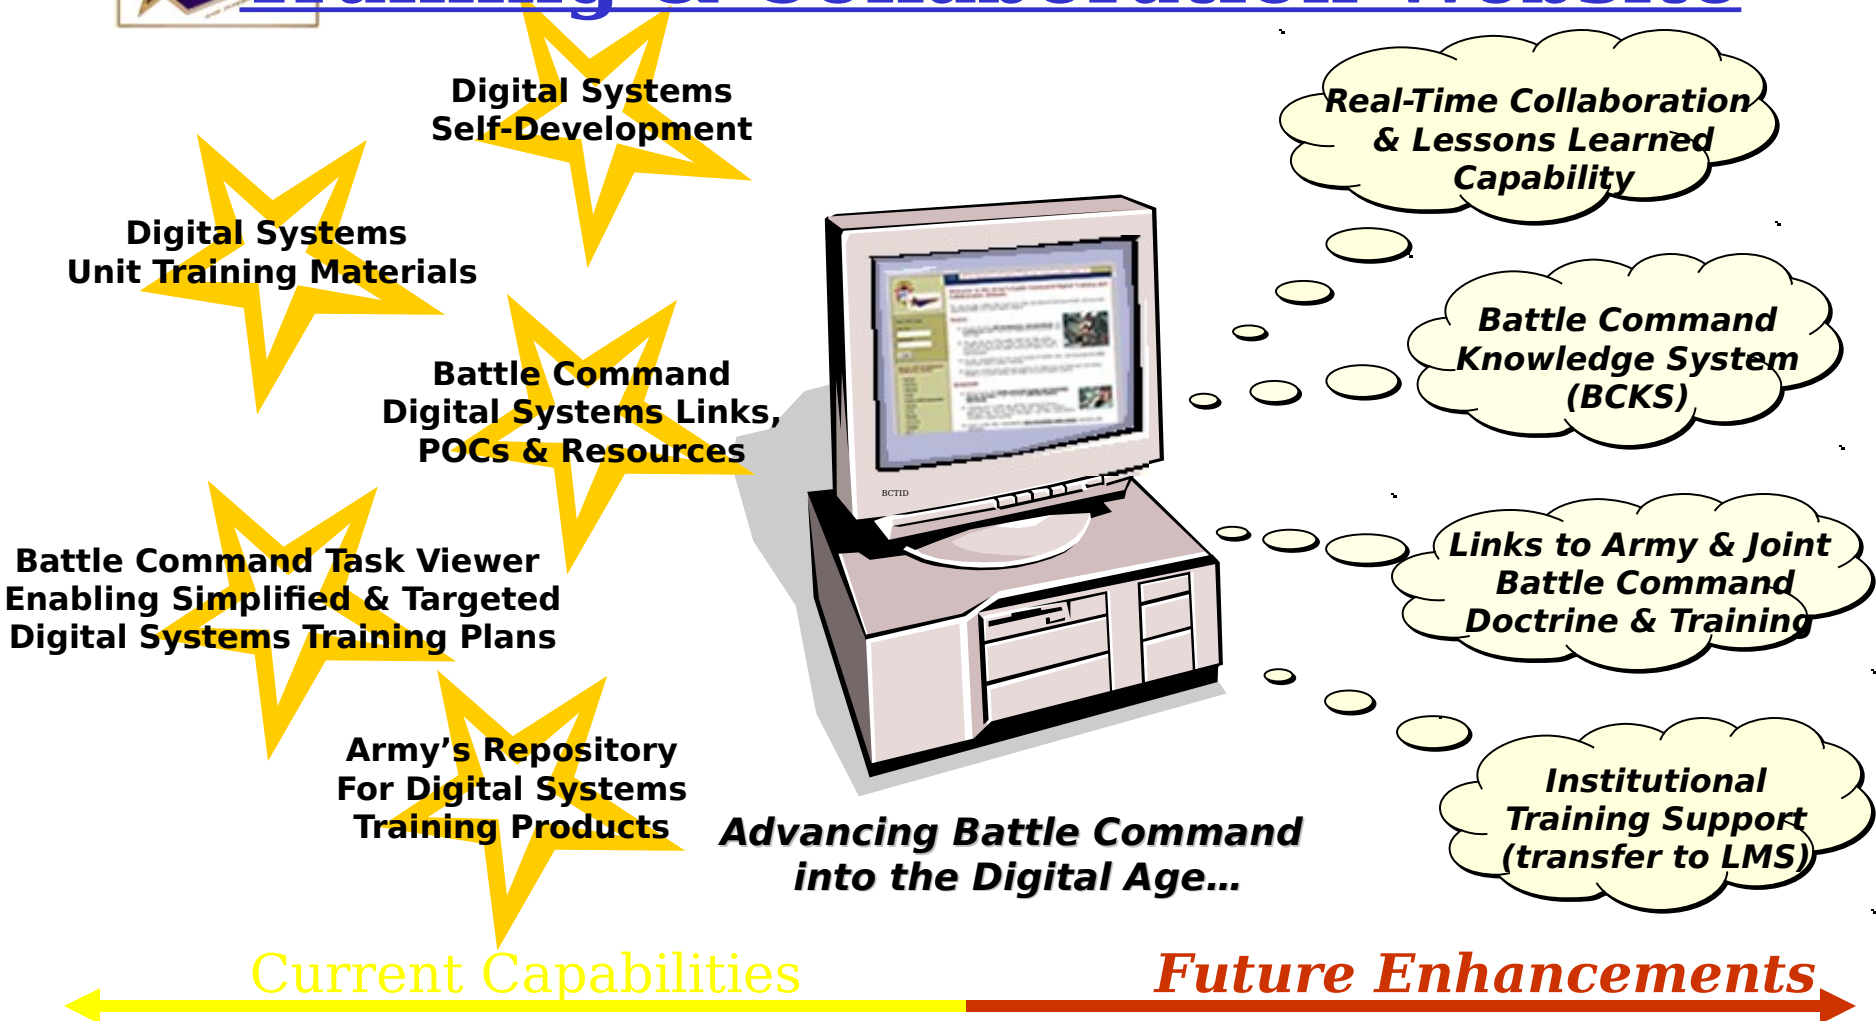 Training & Collaboration Website
Digital Systems
Self-Development
Digital Systems
Unit Training Materials
Battle Command
Digital Systems Links,
POCs & Resources
Battle Command Task Viewer
Enabling Simplified & Targeted
Digital Systems Training Plans
Army’s Repository
For Digital Systems
Training Products
BCTID
Advancing Battle Command
into the Digital Age…
Real-Time Collaboration
& Lessons Learned
Capability
Battle Command
Knowledge System
(BCKS)
Links to Army & Joint
Battle Command
Doctrine & Training
Institutional
Training Support
(transfer to LMS)
Current Capabilities
Future Enhancements